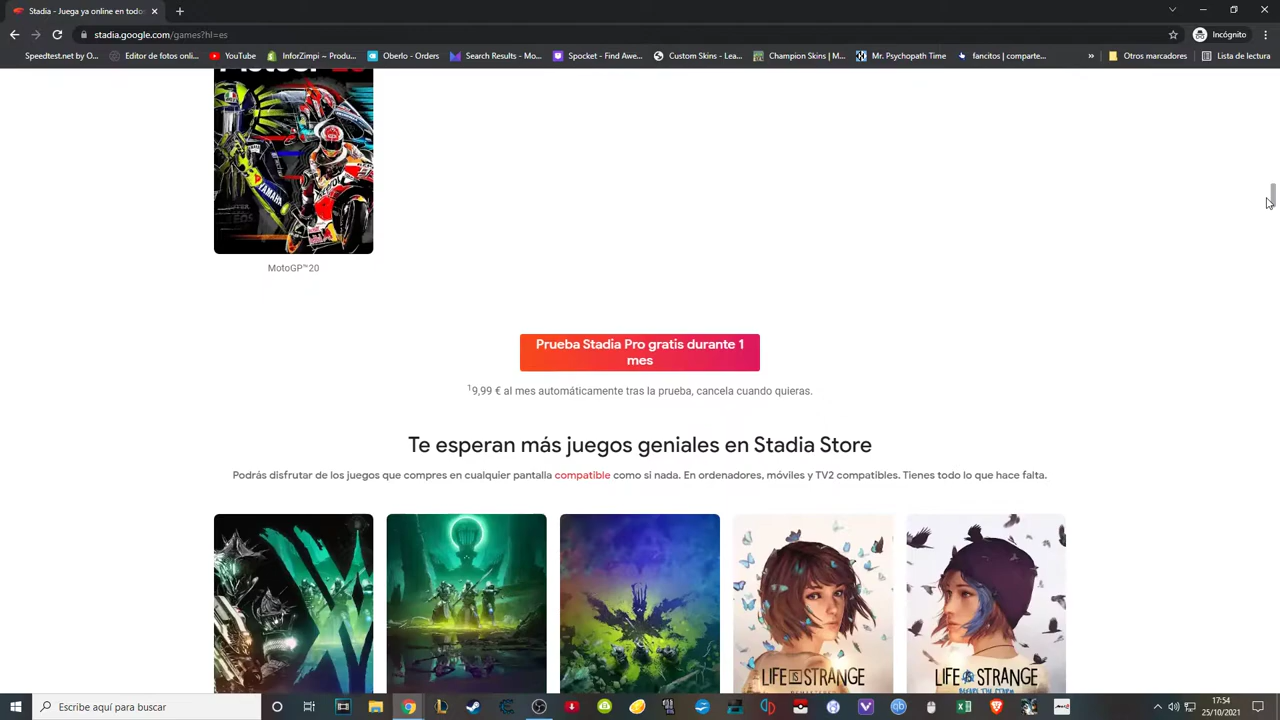 Stadia - Juega ya online en todos
stadia.google.com/games?hl=es
Incógnito
Speedtest.net by O...
Editor de fotos onli...
YouTube
InforZimpi – Produ...
Oberlo - Orders
Search Results - Mo...
Spocket - Find Awe...
Custom Skins - Lea...
Champion Skins | M...
Mr. Psychopath Time
fancitos | comparte...
»
Otros marcadores
Lista de lectura
YAMAHA
MotoGP™20
Prueba Stadia Pro gratis durante 1
mes
¹9,99 € al mes automáticamente tras la prueba, cancela cuando quieras.
Te esperan más juegos geniales en Stadia Store
Podrás disfrutar de los juegos que compres en cualquier pantalla compatible como si nada. En ordenadores, móviles y TV2 compatibles. Tienes todo lo que hace falta.
LIFE IS STRANGE
LIFE IS STRANGE
BEFORE THE STORM
Escribe aquí para buscar
17:54
25/10/2021